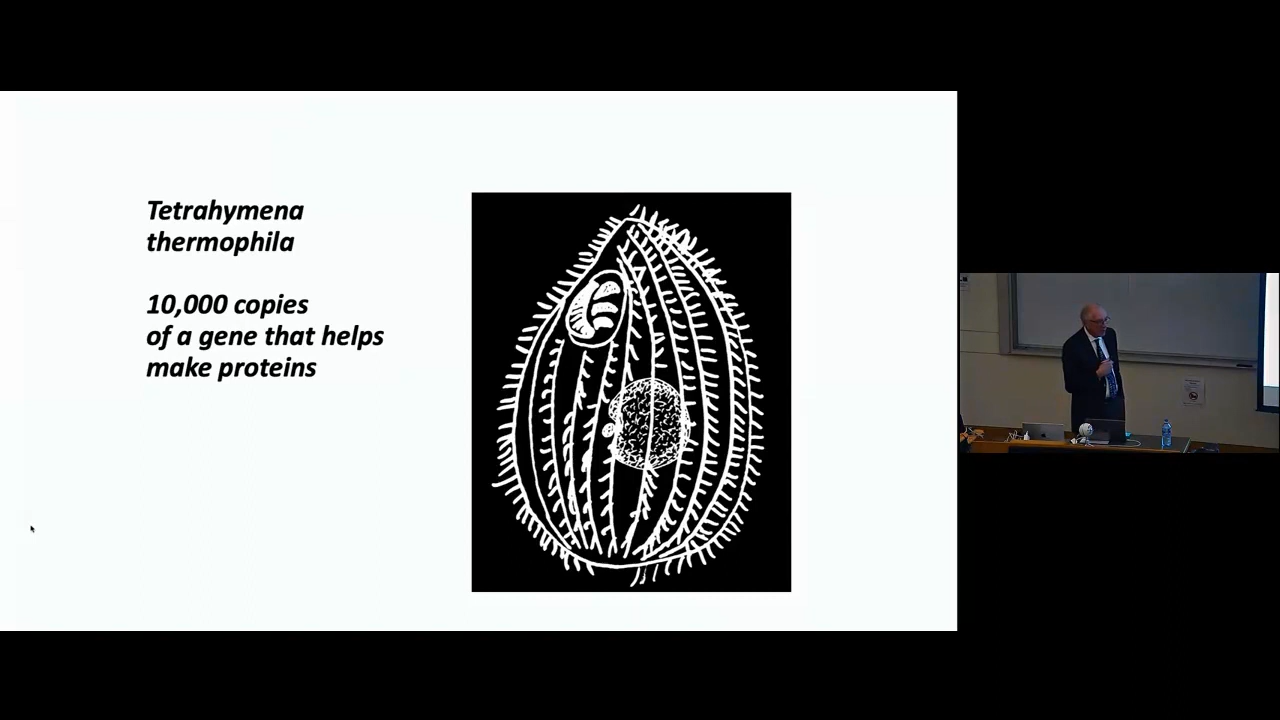 Tetrahymena
thermophila
10,000 copies
of a gene that helps
make proteins